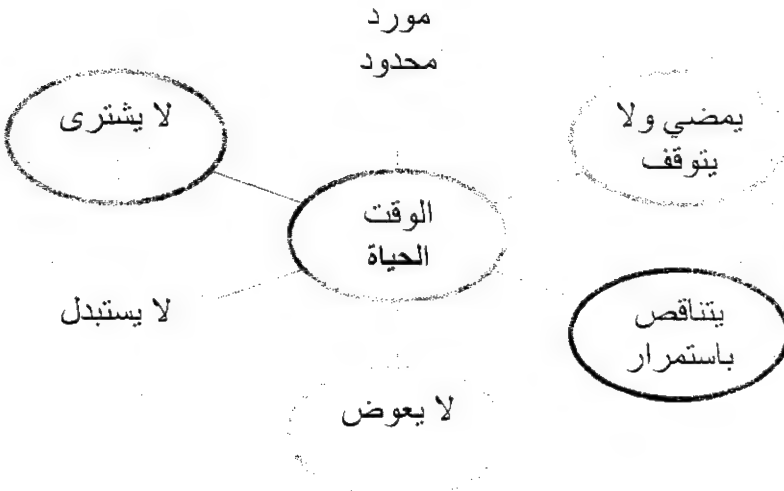 مورد
محدود
يمضي ولا
يتوقف
لا يشترى
الوقت
الحياة
يتناقص
باستمرار
لا يستبدل
لا يعوض